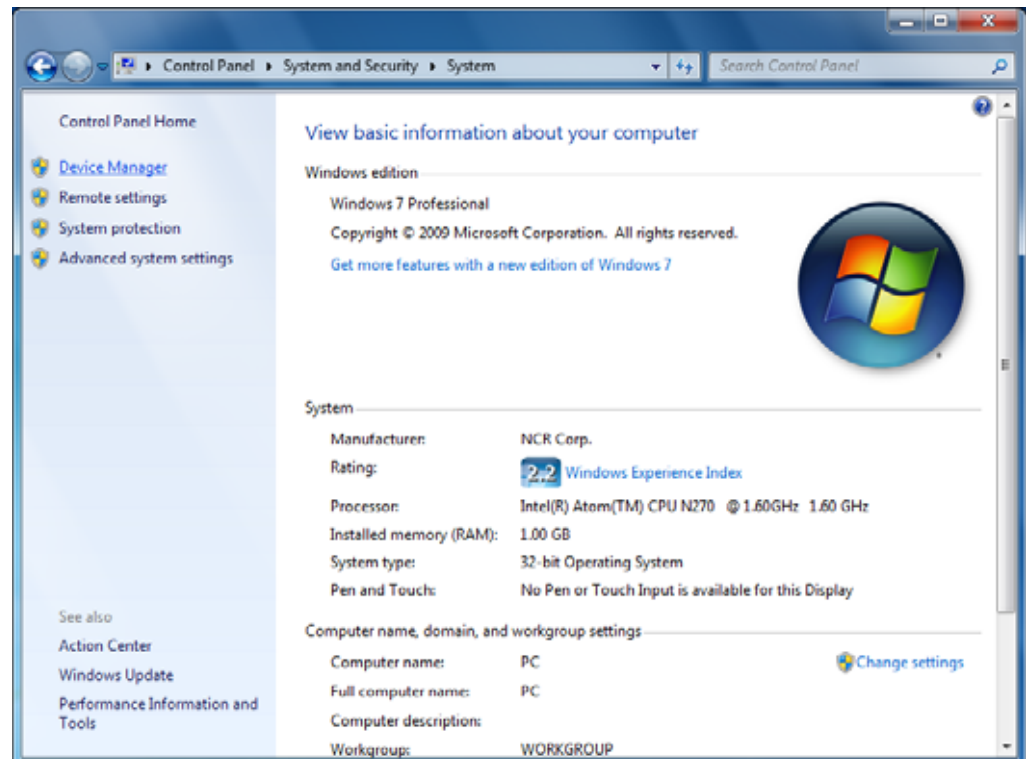 Control Panel ▸ System and Security ▸ System
Search Control Panel
Control Panel Home
Device Manager
Remote settings
System protection
Advanced system settings
See also
Action Center
Windows Update
Performance Information and
Tools
View basic information about your computer
Windows edition
Windows 7 Professional
Copyright © 2009 Microsoft Corporation. All rights reserved.
Get more features with a new edition of Windows 7
System
Manufacturer: NCR Corp.
Rating: 2.2 Windows Experience Index
Processor: Intel(R) Atom(TM) CPU N270 @ 1.60GHz 1.60 GHz
Installed memory (RAM): 1.00 GB
System type: 32-bit Operating System
Pen and Touch: No Pen or Touch Input is available for this Display
Computer name, domain, and workgroup settings
Computer name: PC Change settings
Full computer name: PC
Computer description:
Workgroup: WORKGROUP